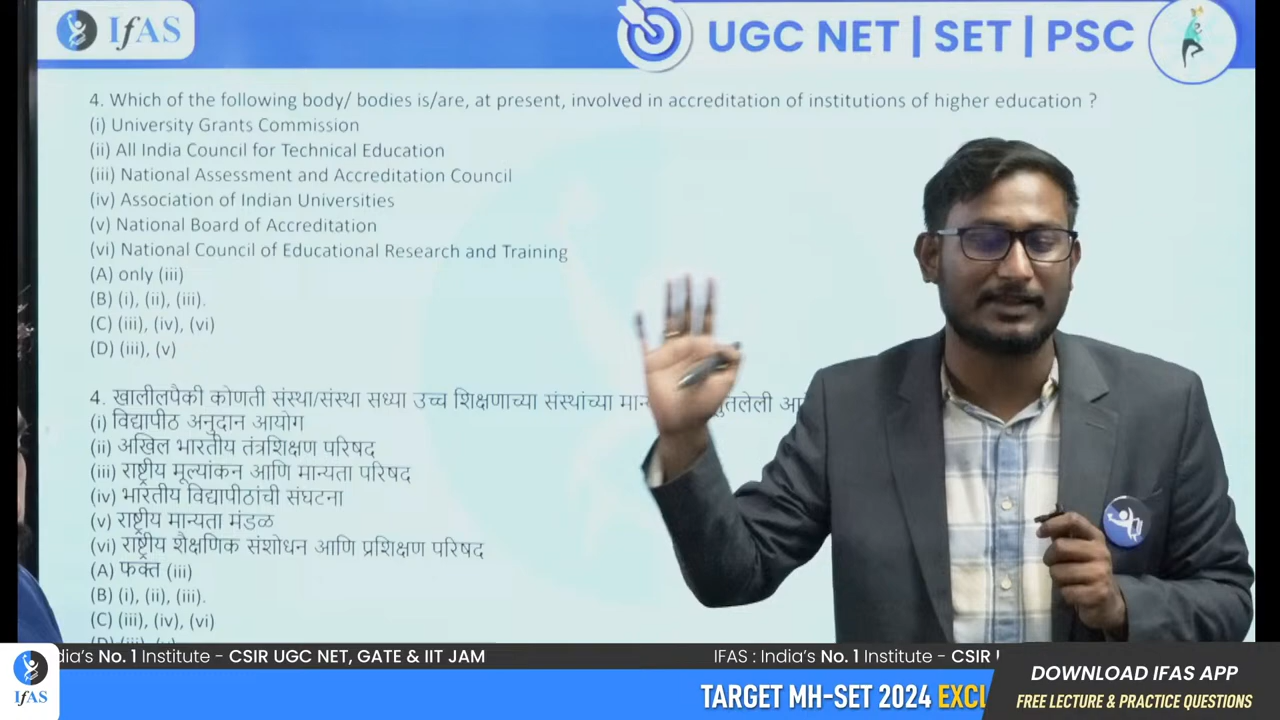 IfAS
UGC NET | SET | PSC
4. Which of the following body/ bodies is/are, at present, involved in accreditation of institutions of higher education ?
(i) University Grants Commission
(ii) All India Council for Technical Education
(iii) National Assessment and Accreditation Council
(iv) Association of Indian Universities
(v) National Board of Accreditation
(vi) National Council of Educational Research and Training
(A) only (iii)
(B) (i), (ii), (iii).
(C) (iii), (iv), (vi)
(D) (iii), (v)
4. खालीलपैकी कोणती संस्था/संस्था सध्या उच्च शिक्षणाच्या संस्थांच्या
(i) विद्यापीठ अनुदान आयोग
(ii) अखिल भारतीय तंत्रशिक्षण परिषद
(iii) राष्ट्रीय मूल्यांकन आणि मान्यता परिषद
(iv) भारतीय विद्यापीठांची संघटना
(v) राष्ट्रीय मान्यता मंडळ
(vi) राष्ट्रीय शैक्षणिक संशोधन आणि प्रशिक्षण परिषद
(A) फक्त (iii)
(B) (i), (ii), (iii).
(C) (iii), (iv), (vi)
No. 1 Institute - CSIR UGC NET, GATE & IIT JAM
IFAS : India's No. 1 Institute -
IfAS
TARGET MH-SET 2024
DOWNLOAD IFAS APP
FREE LECTURE & PRACTICE QUESTIONS